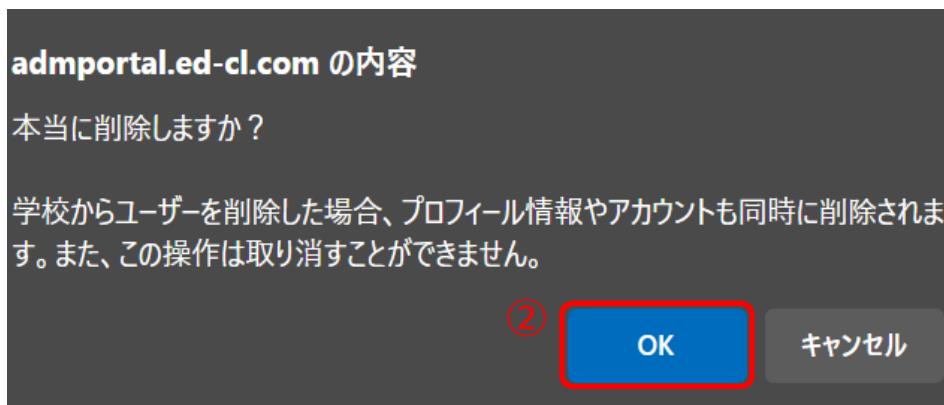 admportal.ed-cl.com の内容
本当に削除しますか？
学校からユーザーを削除した場合、プロフィール情報やアカウントも同時に削除されま
す。また、この操作は取り消すことができません。
②
OK
キャンセル